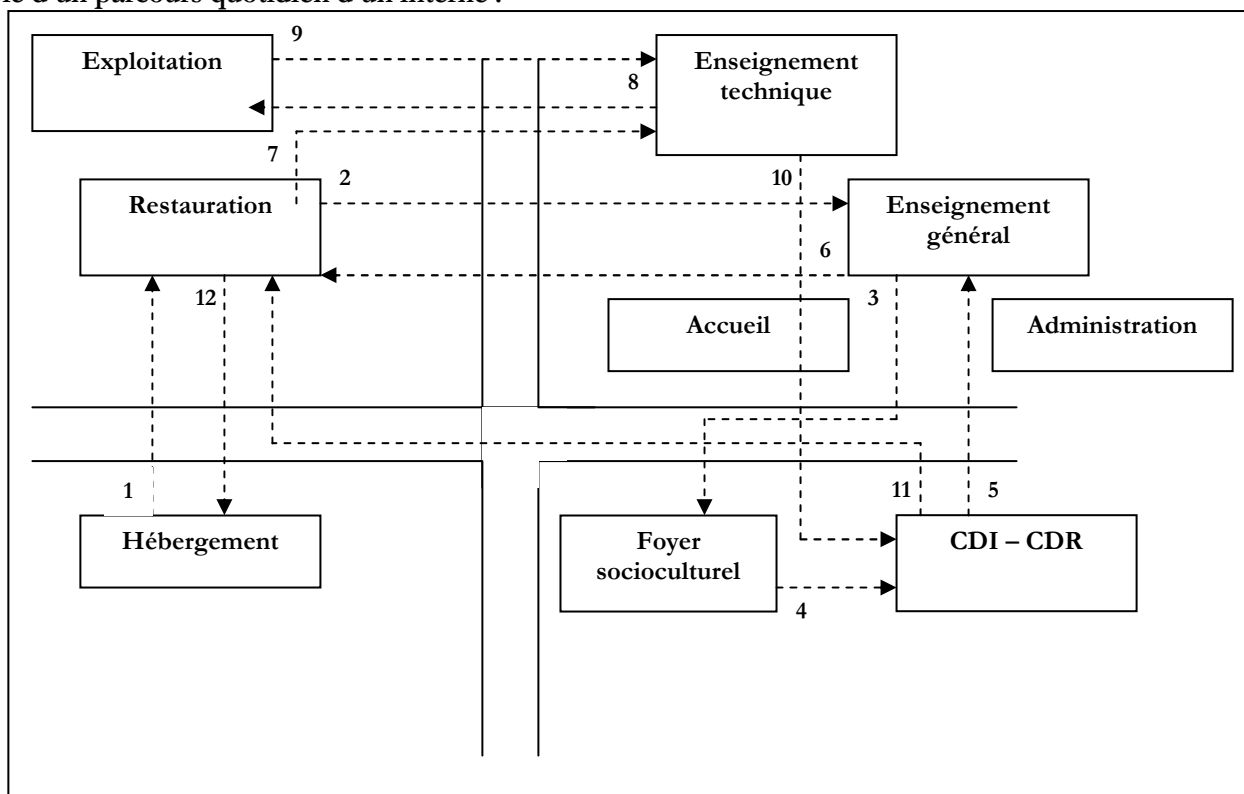 d'un parcours quotidien d'un interne :
9
Exploitation
Enseignement
technique
8
7
2
10
Restauration
Enseignement
général
6
12
3
Accueil
Administration
1
11
5
Hébergement
Foyer
socioculturel
CDI – CDR
4